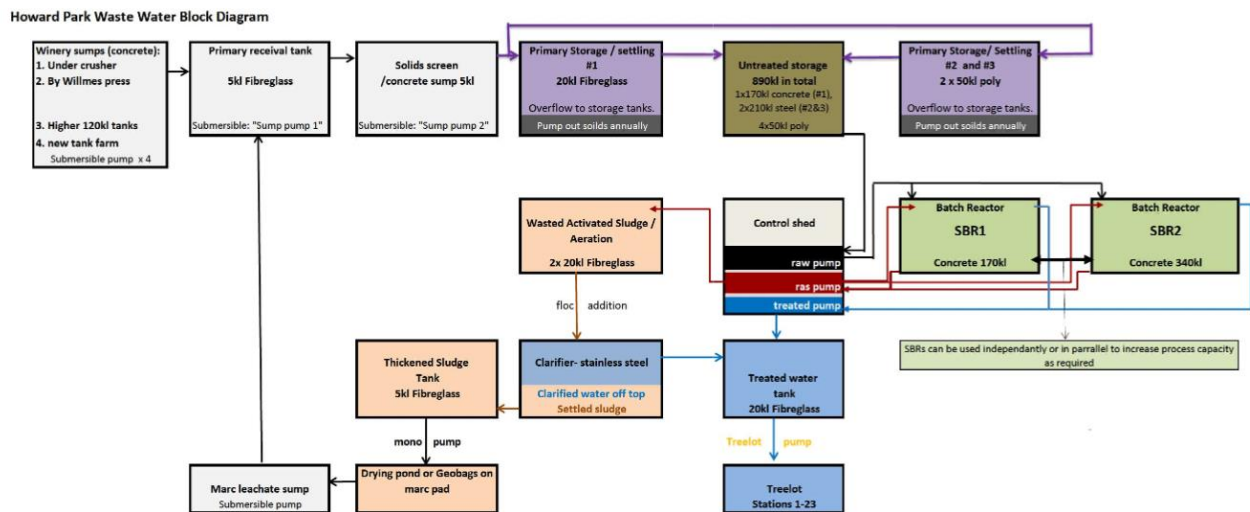 Howard Park Waste Water Block Diagram
Winery sumps (concrete):
1. Under crusher
2. By Willmes press
3. Higher 120kl tanks
4. new tank farm
Submersible pump x 4
Primary receival tank
5kl Fibreglass
Submersible: "Sump pump 1"
Solids screen
/concrete sump 5kl
Submersible: "Sump pump 2"
Primary Storage / settling
#1
20kl Fibreglass
Overflow to storage tanks.
Pump out soilds annually
Untreated storage
890kl in total
1x170kl concrete (#1),
2x210kl steel (#2&3)
4x50kl poly
Primary Storage/ Settling
#2 and #3
2 x 50kl poly
Overflow to storage tanks.
Pump out soilds annually
Wasted Activated Sludge /
Aeration
2x 20kl Fibreglass
Control shed
raw pump
ras pump
treated pump
Batch Reactor
SBR1
Concrete 170kl
Batch Reactor
SBR2
Concrete 340kl
floc addition
SBRs can be used independantly or in parrallel to increase process capacity
as required
Thickened Sludge
Tank
5kl Fibreglass
Clarifier- stainless steel
Clarified water off top
Settled sludge
Treated water
tank
20kl Fibreglass
mono pump
Treelot pump
Marc leachate sump
Submersible pump
Drying pond or Geobags on
marc pad
Treelot
Stations 1-23